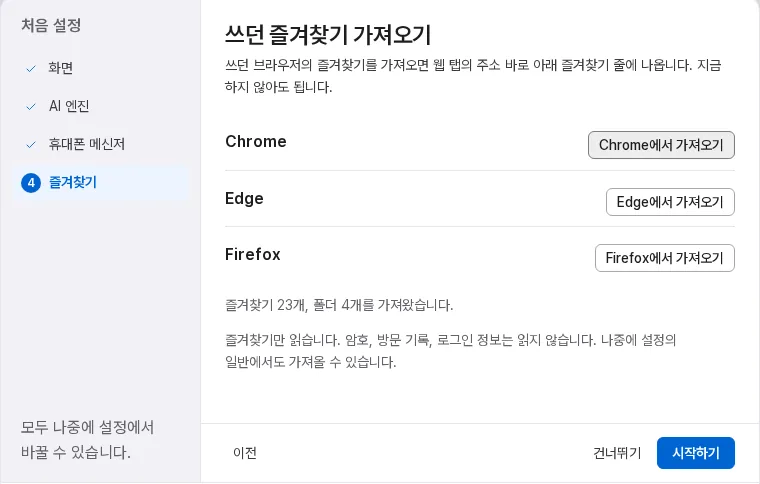 처음 설정
화면
AI 엔진
휴대폰 메신저
4 즐겨찾기
모두 나중에 설정에서
바꿀 수 있습니다.
쓰던 즐겨찾기 가져오기
쓰던 브라우저의 즐겨찾기를 가져오면 웹 탭의 주소 바로 아래 즐겨찾기 줄에 나옵니다. 지금
하지 않아도 됩니다.
Chrome
Chrome에서 가져오기
Edge
Edge에서 가져오기
Firefox
Firefox에서 가져오기
즐겨찾기 23개, 폴더 4개를 가져왔습니다.
즐겨찾기만 읽습니다. 암호, 방문 기록, 로그인 정보는 읽지 않습니다. 나중에 설정의
일반에서도 가져올 수 있습니다.
이전
건너뛰기
시작하기